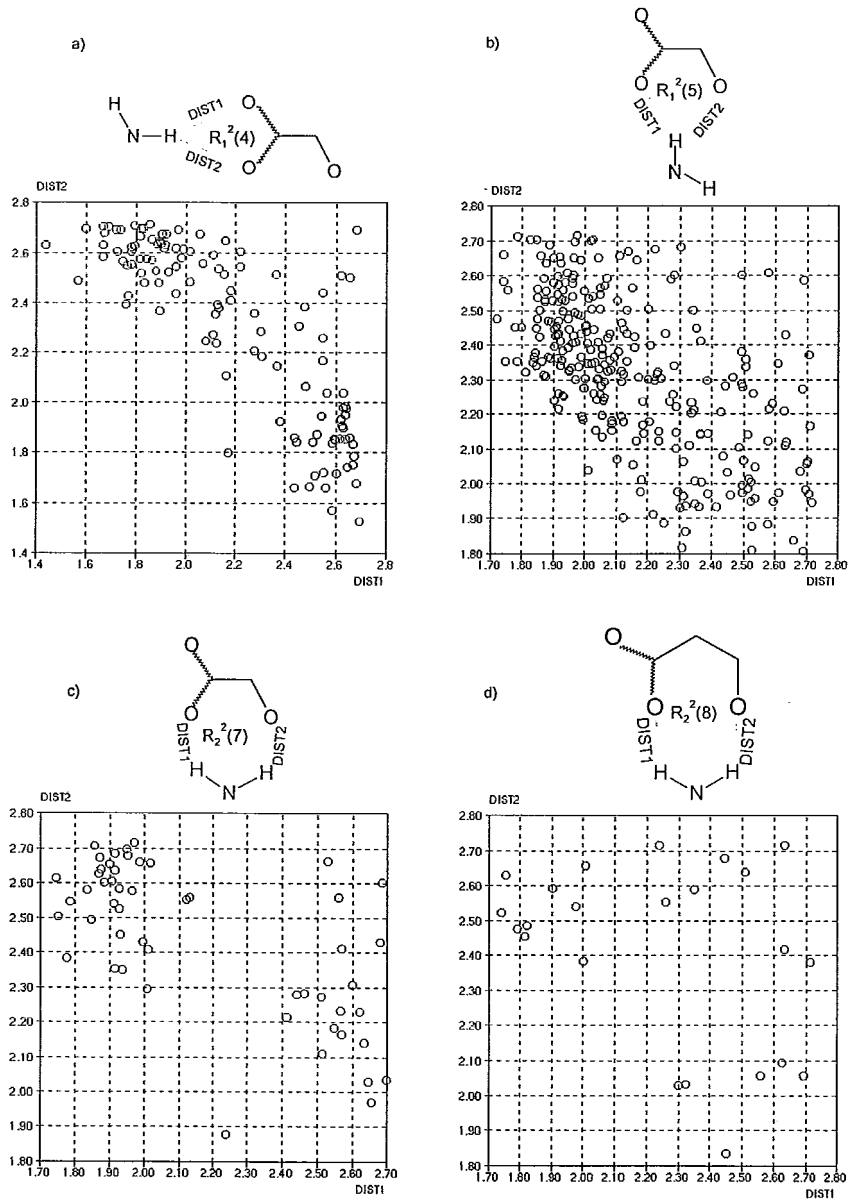 a)
H
N H
DIST1
DIST2
R₁²(4)
O
O
O
DIST2
2.8
2.6
2.4
2.2
2.0
1.8
1.6
1.4
1.4 1.6 1.8 2.0 2.2 2.4 2.6 2.8
DIST1
b)
O
O
O
R₁²(5)
DIST1
DIST2
H
N H
DIST2
2.80
2.70
2.60
2.50
2.40
2.30
2.20
2.10
2.00
1.90
1.80
1.70 1.80 1.90 2.00 2.10 2.20 2.30 2.40 2.50 2.60 2.70 2.80
DIST1
c)
O
O
O
R₂²(7)
DIST1
DIST2
H H
N
DIST2
2.80
2.70
2.60
2.50
2.40
2.30
2.20
2.10
2.00
1.90
1.80
1.70 1.80 1.90 2.00 2.10 2.20 2.30 2.40 2.50 2.60 2.70
DIST1
d)
O
O O
R₂²(8)
DIST1
DIST2
H H
N
DIST2
2.80
2.70
2.60
2.50
2.40
2.30
2.20
2.10
2.00
1.90
1.80
1.70 1.80 1.90 2.00 2.10 2.20 2.30 2.40 2.50 2.60 2.70 2.80
DIST1